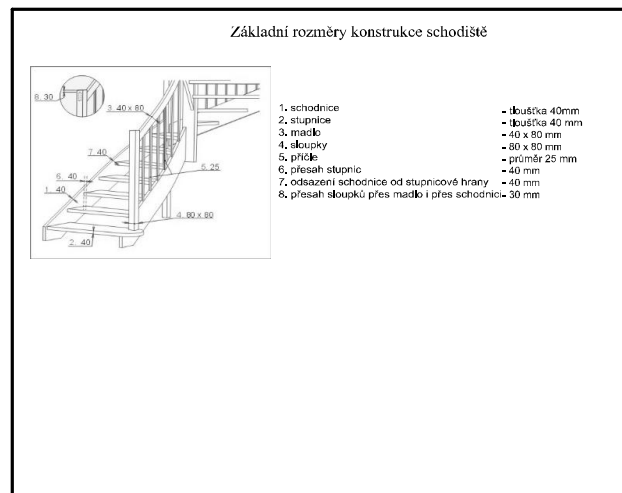 Základní rozměry konstrukce schodiště
8. 30
3. 40 x 80
7. 40
6. 40
1. 40
5. 25
4. 80 x 80
2. 40
1. schodnice - tloušťka 40mm
2. stupnice - tloušťka 40 mm
3. madlo - 40 x 80 mm
4. sloupky - 80 x 80 mm
5. příčle - průměr 25 mm
6. přesah stupnic - 40 mm
7. odsazení schodnice od stupnicové hrany - 40 mm
8. přesah sloupků přes madlo i přes schodnici - 30 mm